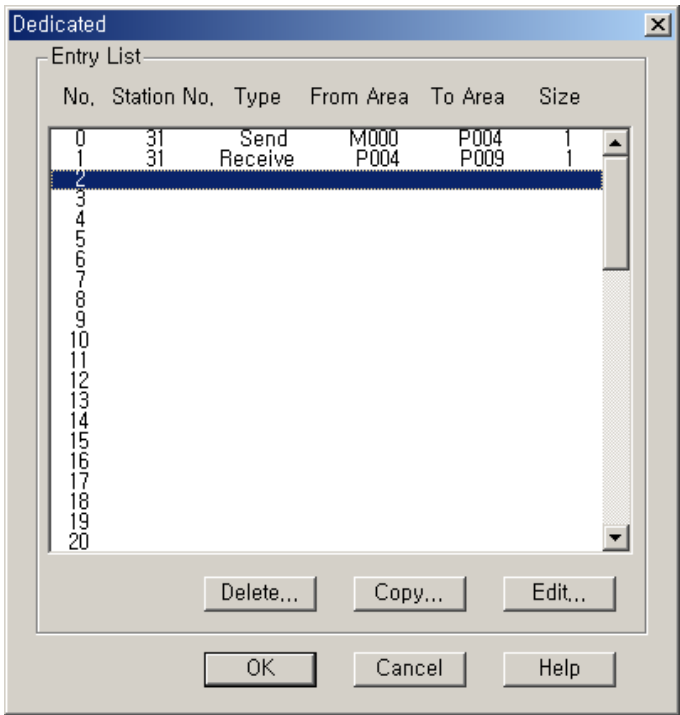 Dedicated
Entry List
No. Station No. Type From Area To Area Size
0 31 Send M000 P004 1
1 31 Receive P004 P009 1
2
3
4
5
6
7
8
9
10
11
12
13
14
15
16
17
18
19
20
Delete... Copy... Edit...
OK Cancel Help